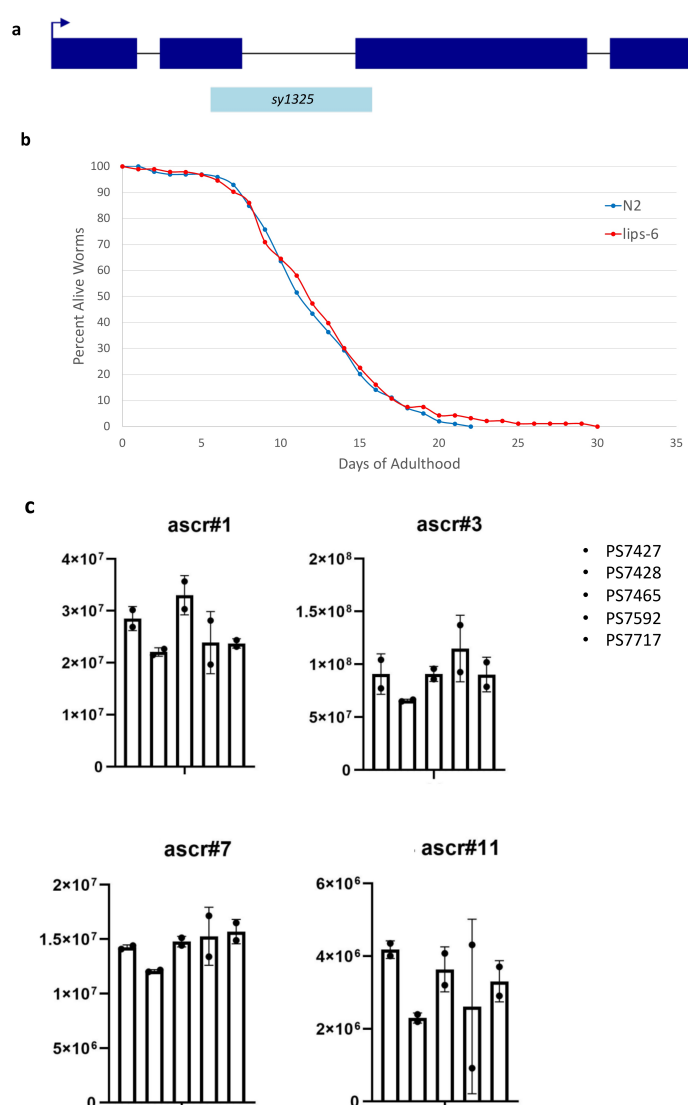 a
sy1325
b
100
90
80
70
60
50
40
30
20
10
0
Percent Alive Worms
N2
lips-6
0 5 10 15 20 25 30 35
Days of Adulthood
c
ascr#1
4×10⁷
3×10⁷
2×10⁷
1×10⁷
0
ascr#3
2×10⁸
1.5×10⁸
1×10⁸
5×10⁷
0
• PS7427
• PS7428
• PS7465
• PS7592
• PS7717
ascr#7
2×10⁷
1.5×10⁷
1×10⁷
5×10⁶
0
ascr#11
6×10⁶
4×10⁶
2×10⁶
0